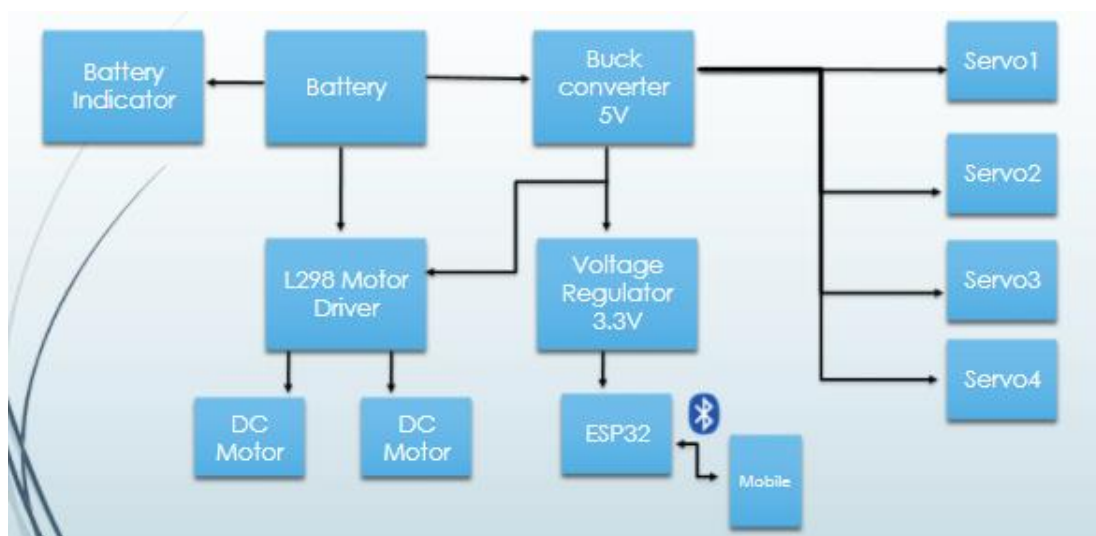 Battery
Indicator
Battery
Buck
converter
5V
Servo1
Servo2
L298 Motor
Driver
Voltage
Regulator
3.3V
Servo3
Servo4
DC
Motor
DC
Motor
ESP32
Mobile